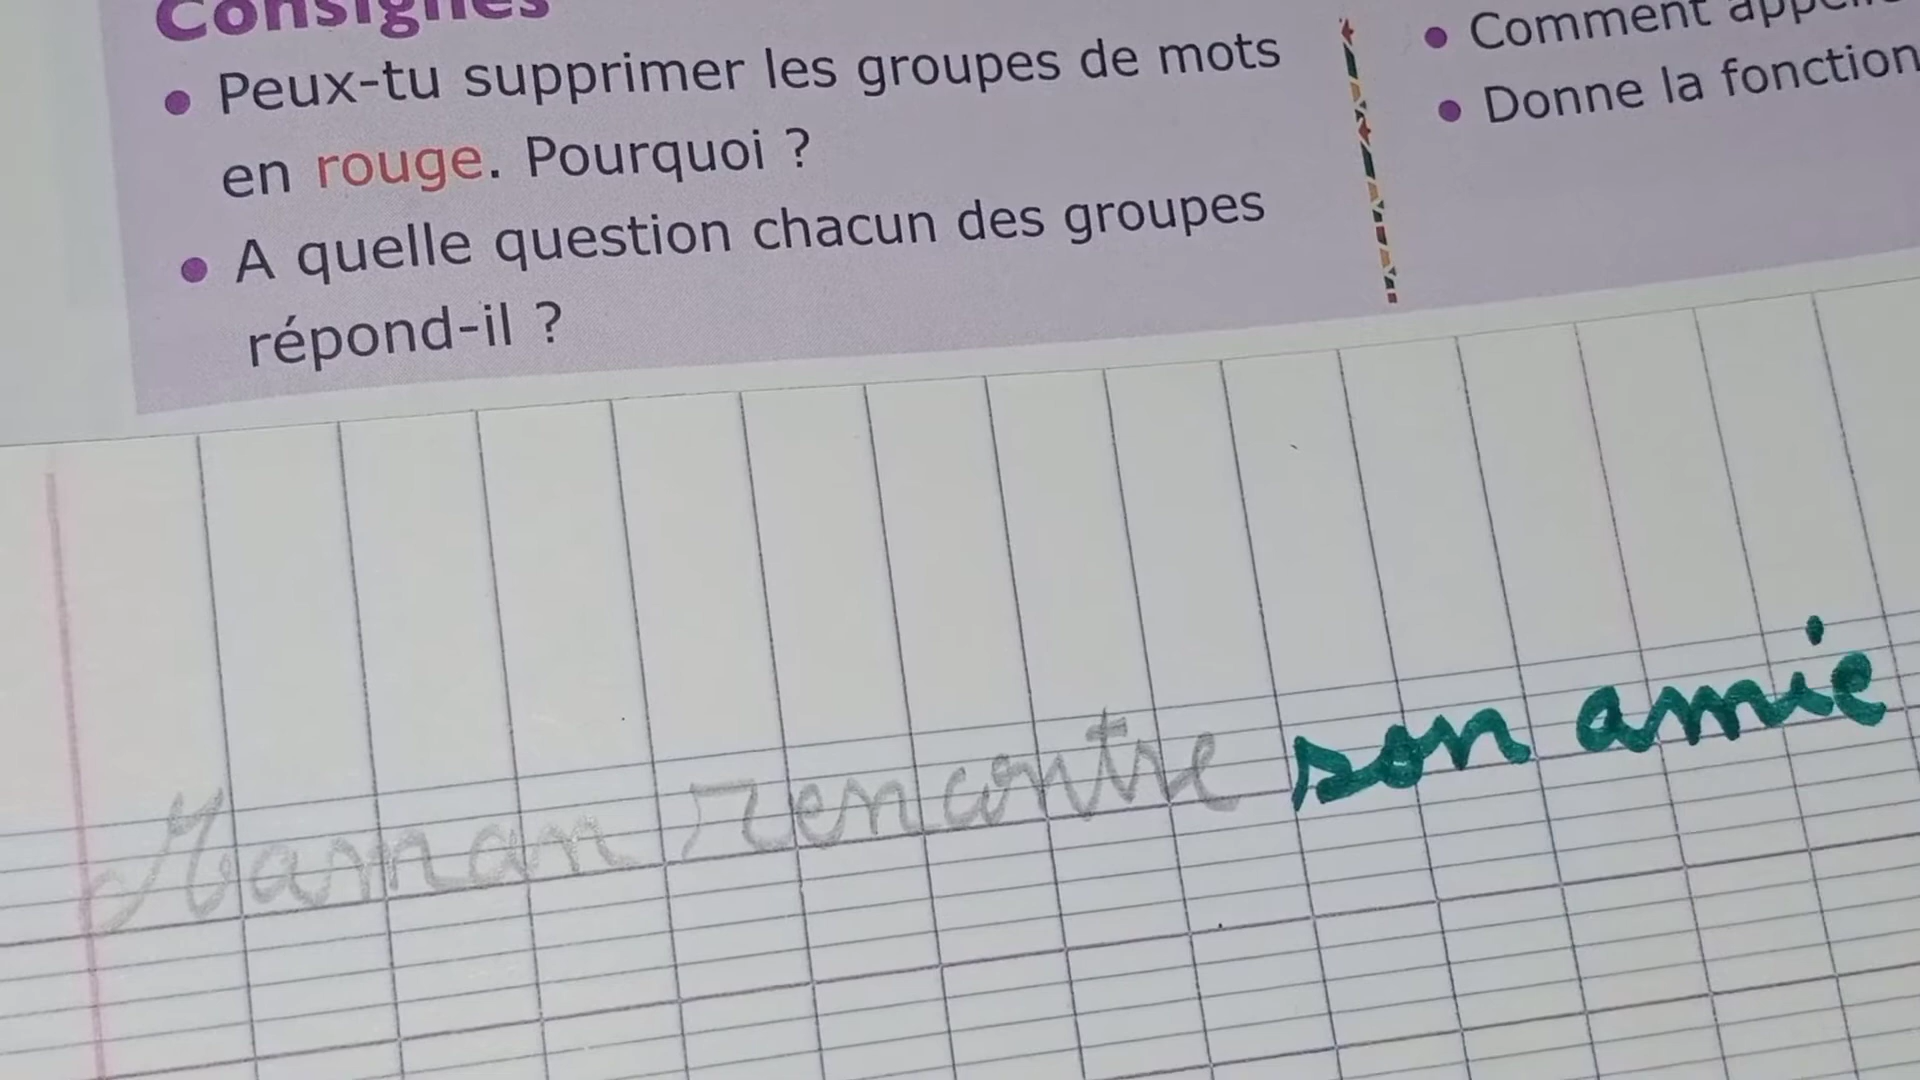 Consignes
• Peux-tu supprimer les groupes de mots
en rouge. Pourquoi ?
• A quelle question chacun des groupes
répond-il ?
• Comment
• Donne la fonction
Maman rencontre son amie